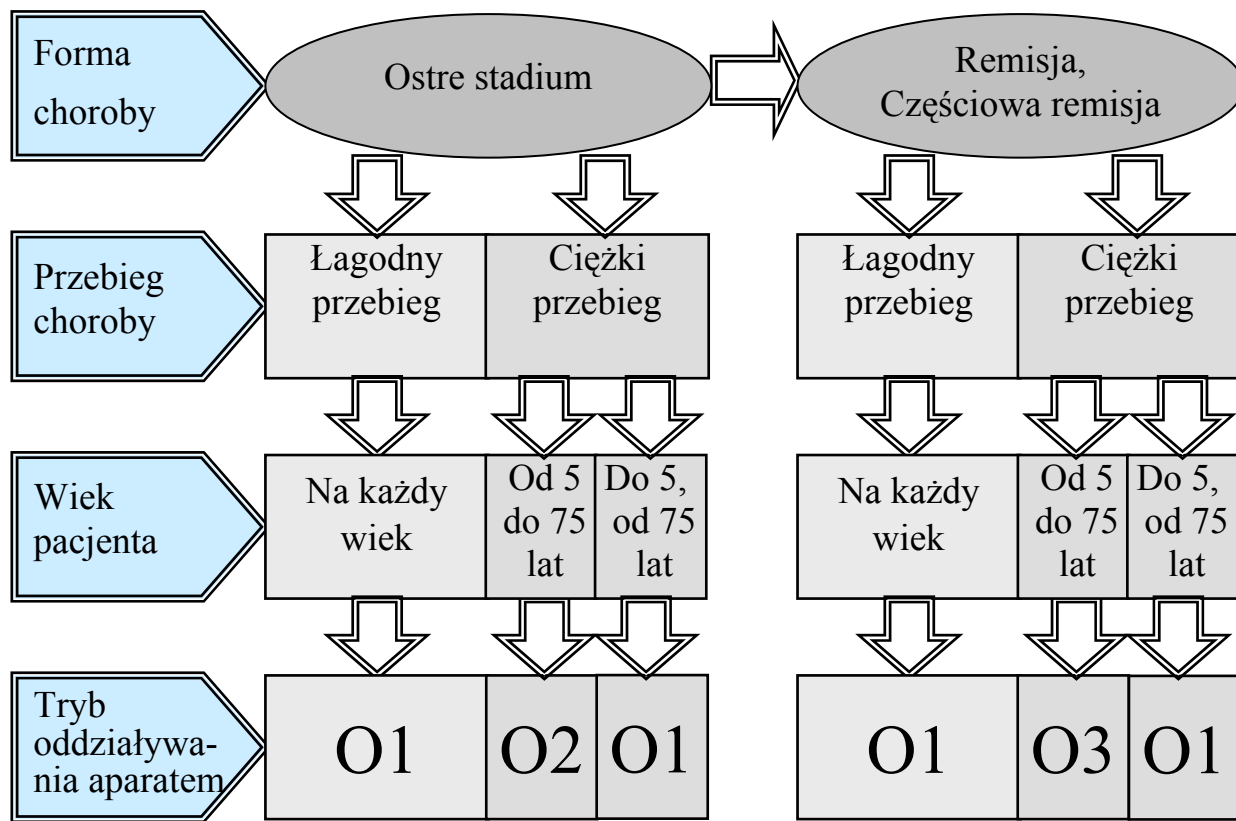 Forma
choroby
Ostre stadium
Remisja,
Częściowa remisja
Przebieg
choroby
Łagodny
przebieg
Ciężki
przebieg
Łagodny
przebieg
Ciężki
przebieg
Wiek
pacjenta
Na każdy
wiek
Od 5
do 75
lat
Do 5,
od 75
lat
Na każdy
wiek
Od 5
do 75
lat
Do 5,
od 75
lat
Tryb
oddziaływa-
nia aparatem
O1
O2
O1
O1
O3
O1